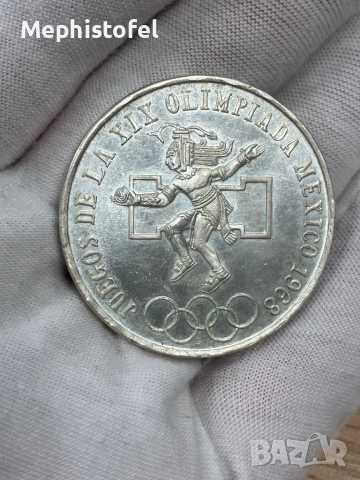 Mephistofel
JUEGOS DE LA XIX OLIMPIADA MEXICO 1968
BAZAR